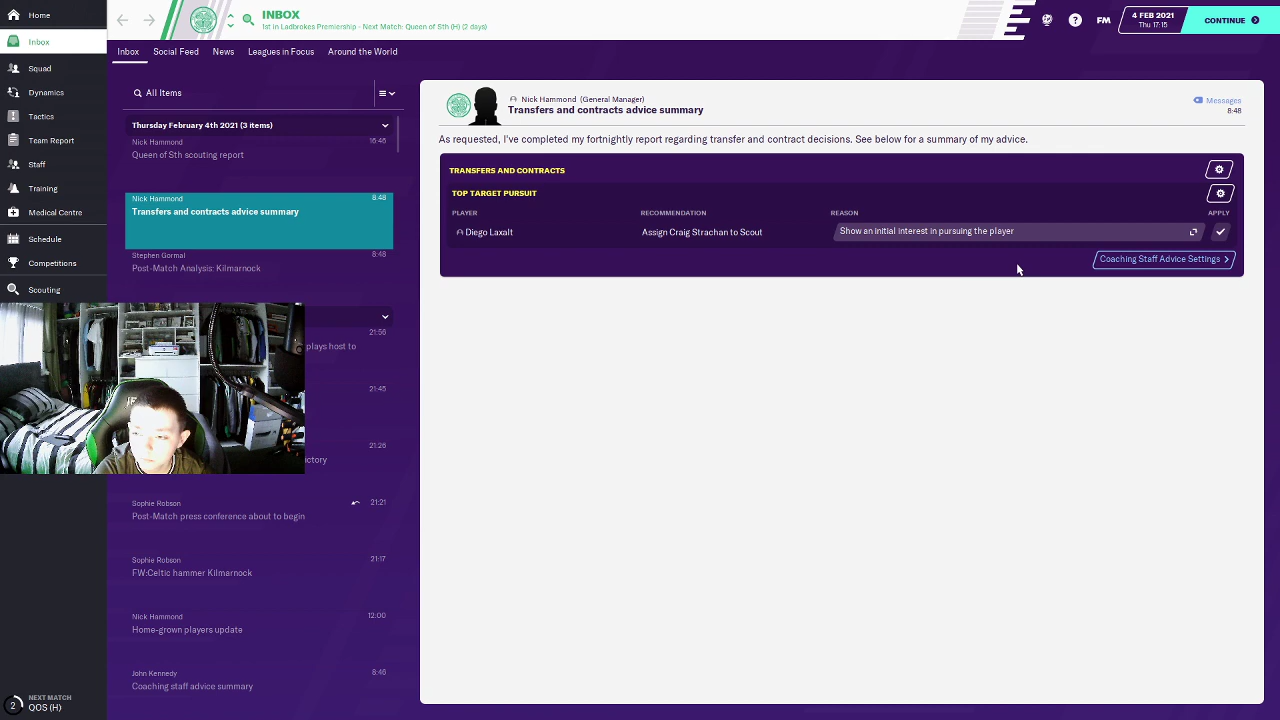 INBOX
1st in Ladbrokes Premiership - Next Match: Queen of Sth (H) (2 days)
FM
4 FEB 2021
Thu 17:15
CONTINUE
Inbox
Squad
Dynamics
Tactics
Team Report
Staff
Training
Medical Centre
Schedule
Competitions
Scouting
Inbox
Social Feed
News
Leagues in Focus
Around the World
All Items
Thursday February 4th 2021 (3 items)
Nick Hammond 16:46
Queen of Sth scouting report
Nick Hammond 8:48
Transfers and contracts advice summary
Stephen Gormal 8:48
Post-Match Analysis: Kilmarnock
21:56
plays host to
21:45
21:26
ictory
Sophie Robson 21:21
Post-Match press conference about to begin
Sophie Robson 21:17
FW:Celtic hammer Kilmarnock
Nick Hammond 12:00
Home-grown players update
John Kennedy 8:46
Coaching staff advice summary
2
NEXT MATCH
QOS (H)
Nick Hammond (General Manager)
Transfers and contracts advice summary
Messages
8:48
As requested, I've completed my fortnightly report regarding transfer and contract decisions. See below for a summary of my advice.
TRANSFERS AND CONTRACTS
TOP TARGET PURSUIT
PLAYER RECOMMENDATION REASON APPLY
Diego Laxalt Assign Craig Strachan to Scout Show an initial interest in pursuing the player
Coaching Staff Advice Settings